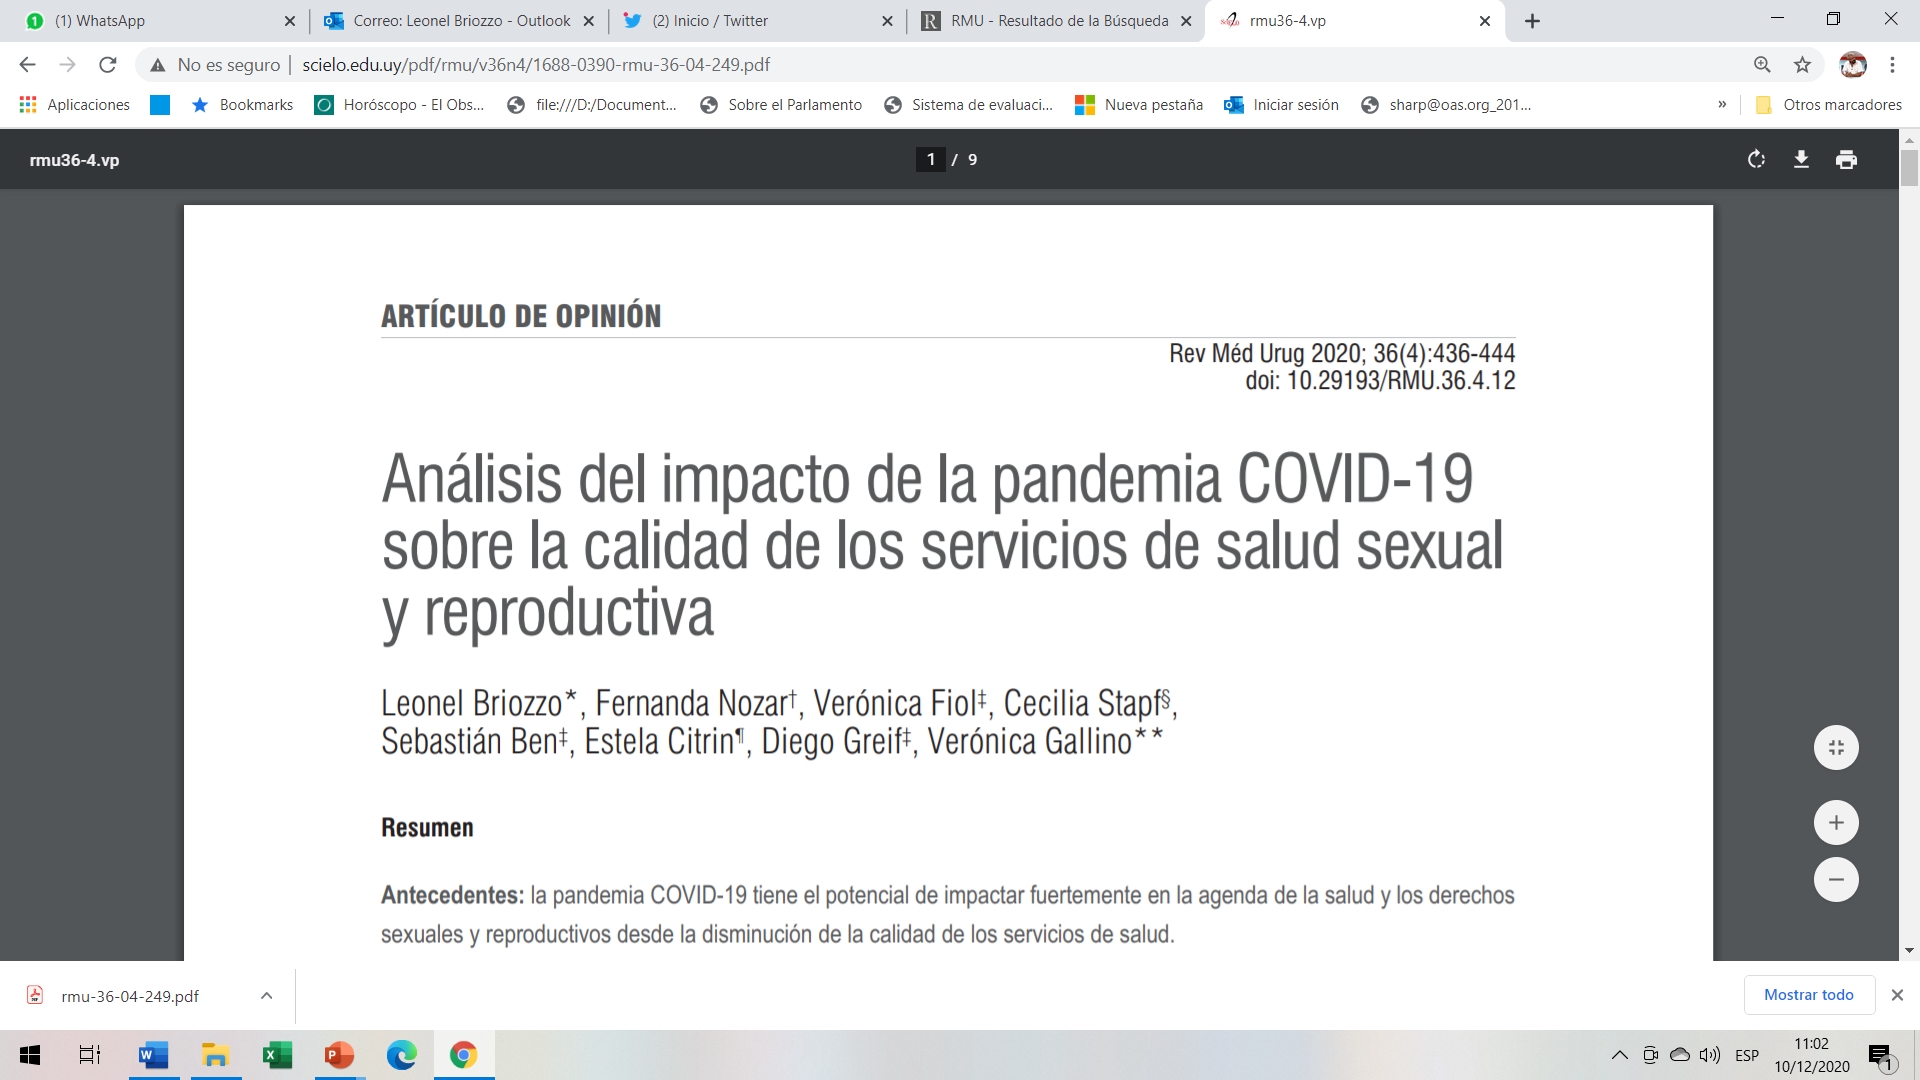 (1) WhatsApp
Correo: Leonel Briozzo - Outlook
(2) Inicio / Twitter
RMU - Resultado de la Búsqueda
rmu36-4.vp
No es seguro | scielo.edu.uy/pdf/rmu/v36n4/1688-0390-rmu-36-04-249.pdf
Aplicaciones
Bookmarks
Horóscopo - El Obs...
file:///D:/Document...
Sobre el Parlamento
Sistema de evaluaci...
Nueva pestaña
Iniciar sesión
sharp@oas.org_201...
»
Otros marcadores
rmu36-4.vp
1 / 9
ARTÍCULO DE OPINIÓN
Rev Méd Urug 2020; 36(4):436-444
doi: 10.29193/RMU.36.4.12
Análisis del impacto de la pandemia COVID-19
sobre la calidad de los servicios de salud sexual
y reproductiva
Leonel Briozzo*, Fernanda Nozar†, Verónica Fiol‡, Cecilia Stapf§,
Sebastián Ben‡, Estela Citrin¶, Diego Greif‡, Verónica Gallino**
Resumen
Antecedentes: la pandemia COVID-19 tiene el potencial de impactar fuertemente en la agenda de la salud y los derechos
sexuales y reproductivos desde la disminución de la calidad de los servicios de salud.
rmu-36-04-249.pdf
Mostrar todo
ESP
11:02
10/12/2020
1